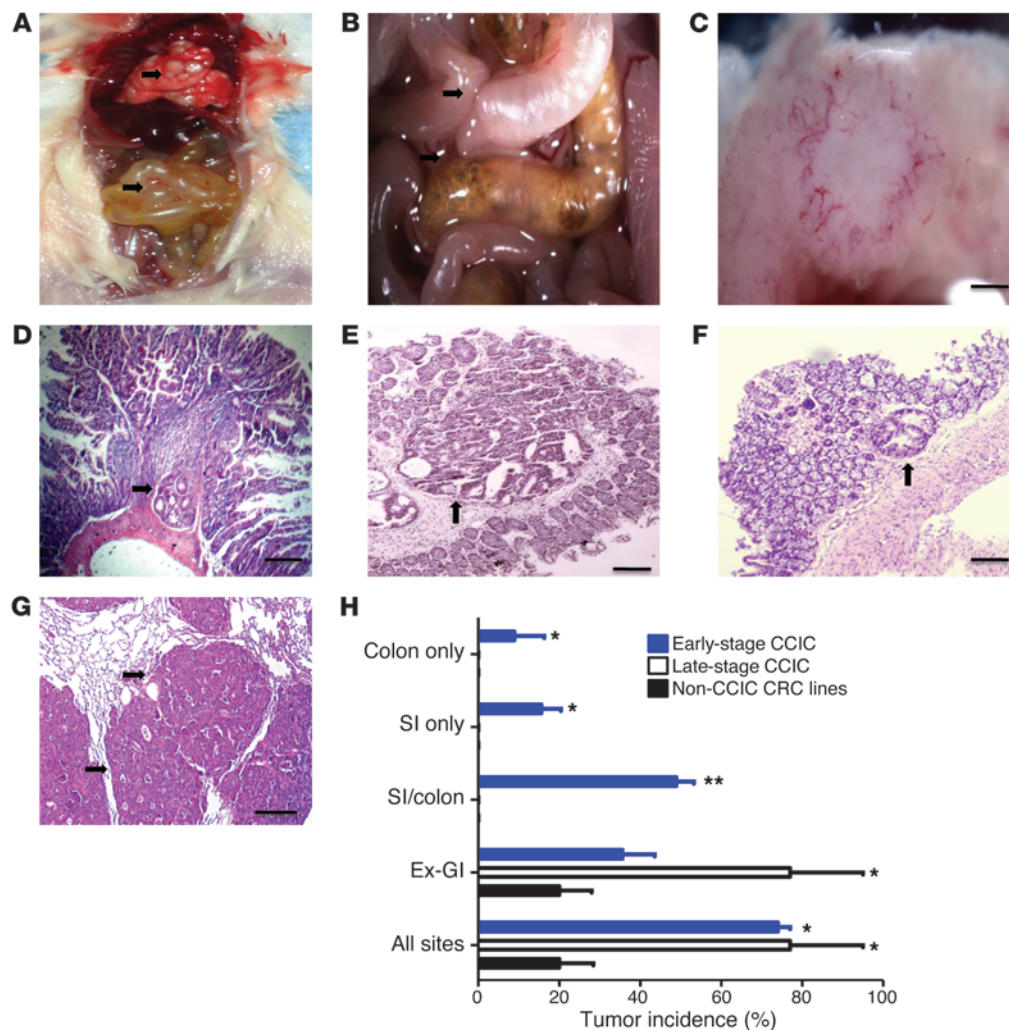 A
B
C
D
E
F
G
H
Colon only
*
SI only
*
SI/colon
**
Ex-GI
*
All sites
*
*
Early-stage CCIC
Late-stage CCIC
Non-CCIC CRC lines
0
20
40
60
80
100
Tumor incidence (%)